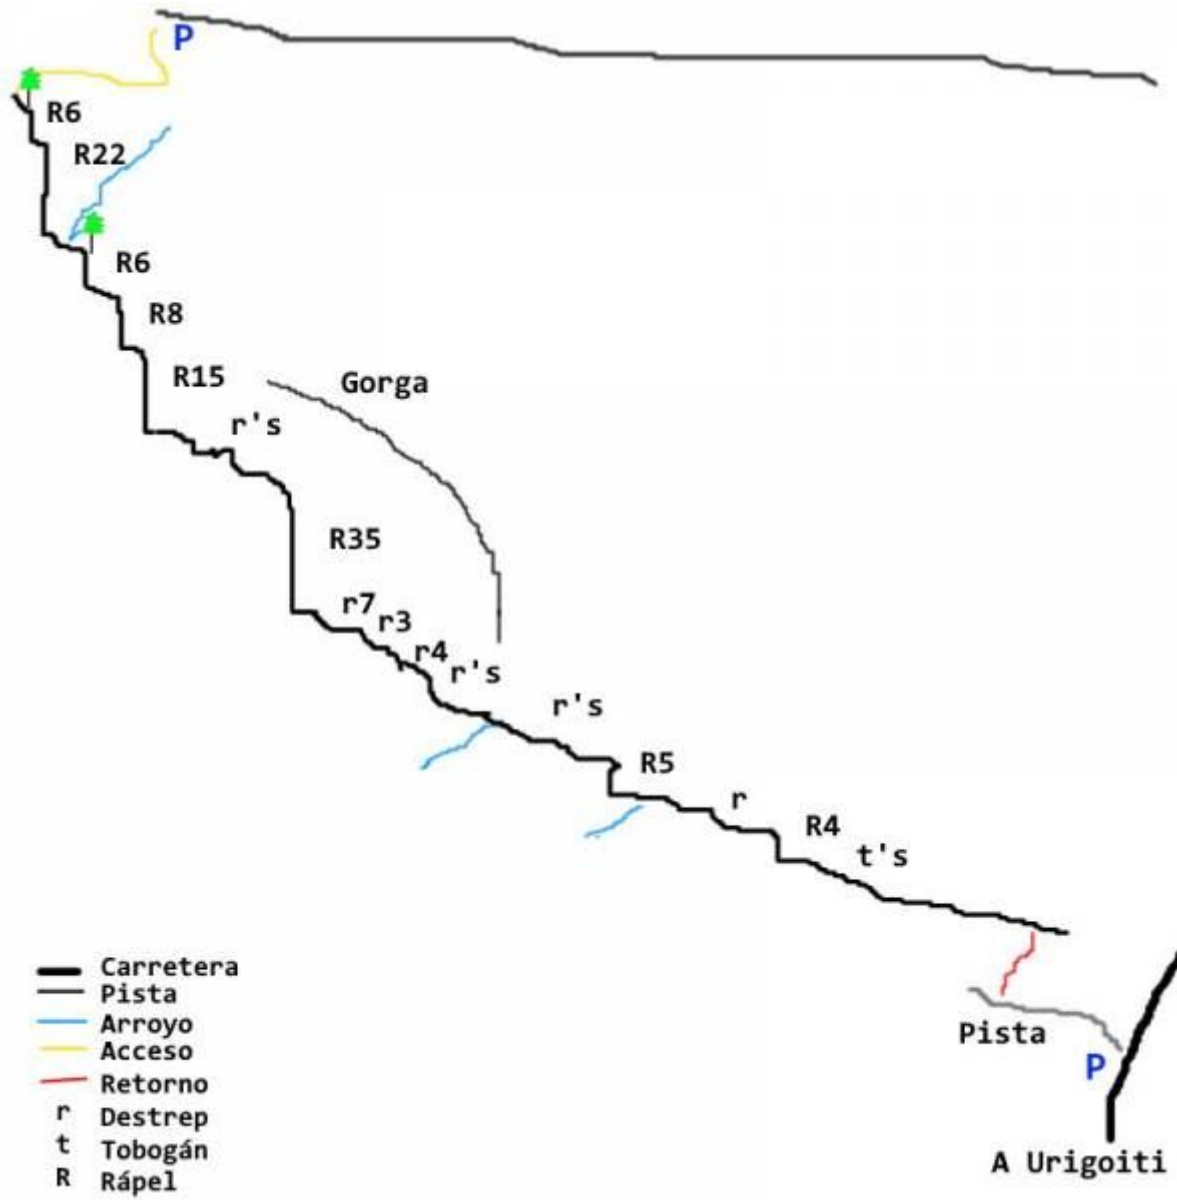 P
R6
R22
R6
R8
R15
Gorga
r's
R35
r7
r3
r4
r's
r's
R5
r
R4
t's
Carretera
Pista
Arroyo
Acceso
Retorno
r Destrep
t Tobogán
R Rápel
Pista
P
A Urigoiti